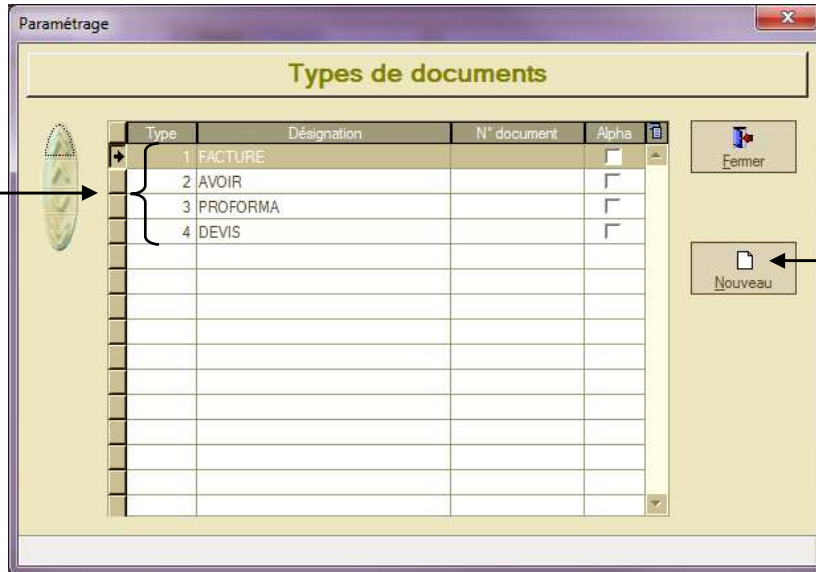 Paramétrage
Types de documents
Type Désignation N° document Alpha
1 FACTURE
2 AVOIR
3 PROFORMA
4 DEVIS
Fermer
Nouveau